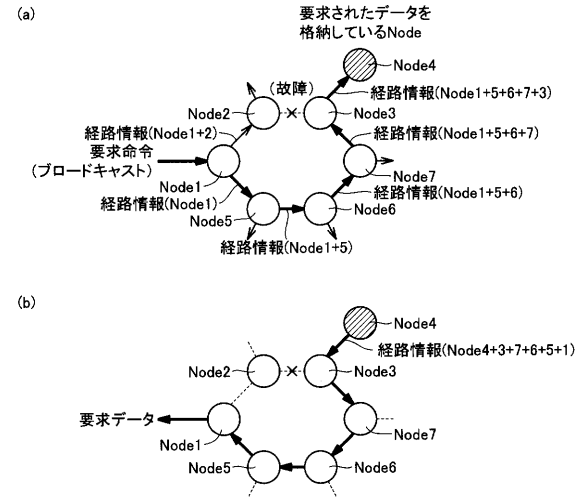 (a)
要求されたデータを
格納しているNode
Node4
(故障)
経路情報(Node1+5+6+7+3)
Node2
Node3
経路情報(Node1+2)
経路情報(Node1+5+6+7)
要求命令
(ブロードキャスト)
Node1
Node7
経路情報(Node1)
経路情報(Node1+5+6)
Node5
Node6
経路情報(Node1+5)
(b)
Node4
経路情報(Node4+3+7+6+5+1)
Node2
Node3
要求データ
Node1
Node7
Node5
Node6